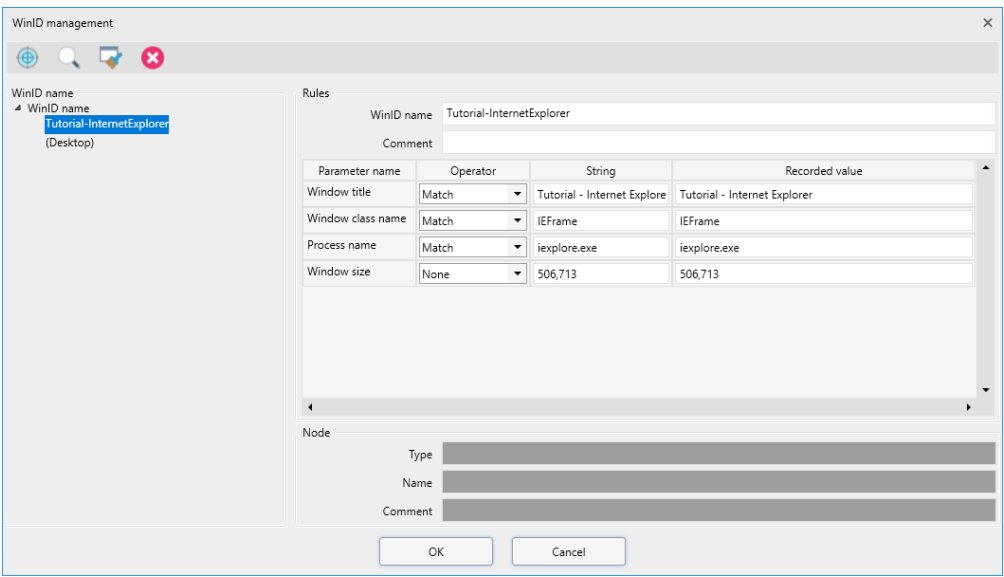 WinID management
WinID name
WinID name
Tutorial-InternetExplorer
(Desktop)
Rules
WinID name Tutorial-InternetExplorer
Comment
Parameter name Operator String Recorded value
Window title Match Tutorial - Internet Explore Tutorial - Internet Explorer
Window class name Match IEFrame IEFrame
Process name Match iexplore.exe iexplore.exe
Window size None 506,713 506,713
Node
Type
Name
Comment
OK Cancel